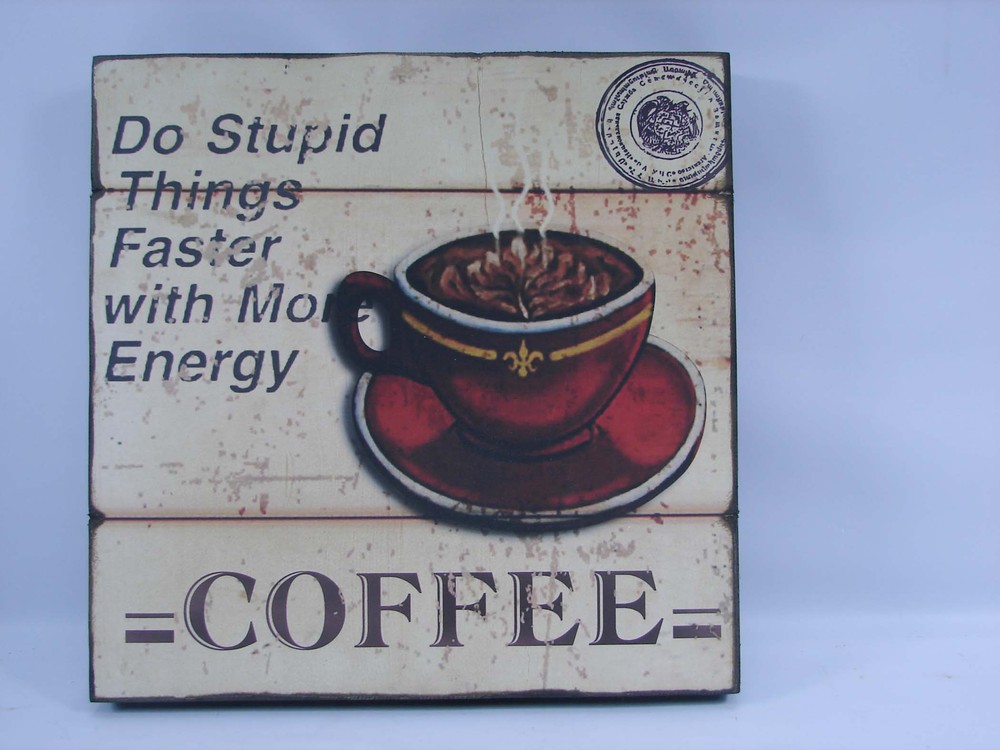 Do Stupid
Things
Faster
with More
Energy
=COFFEE=